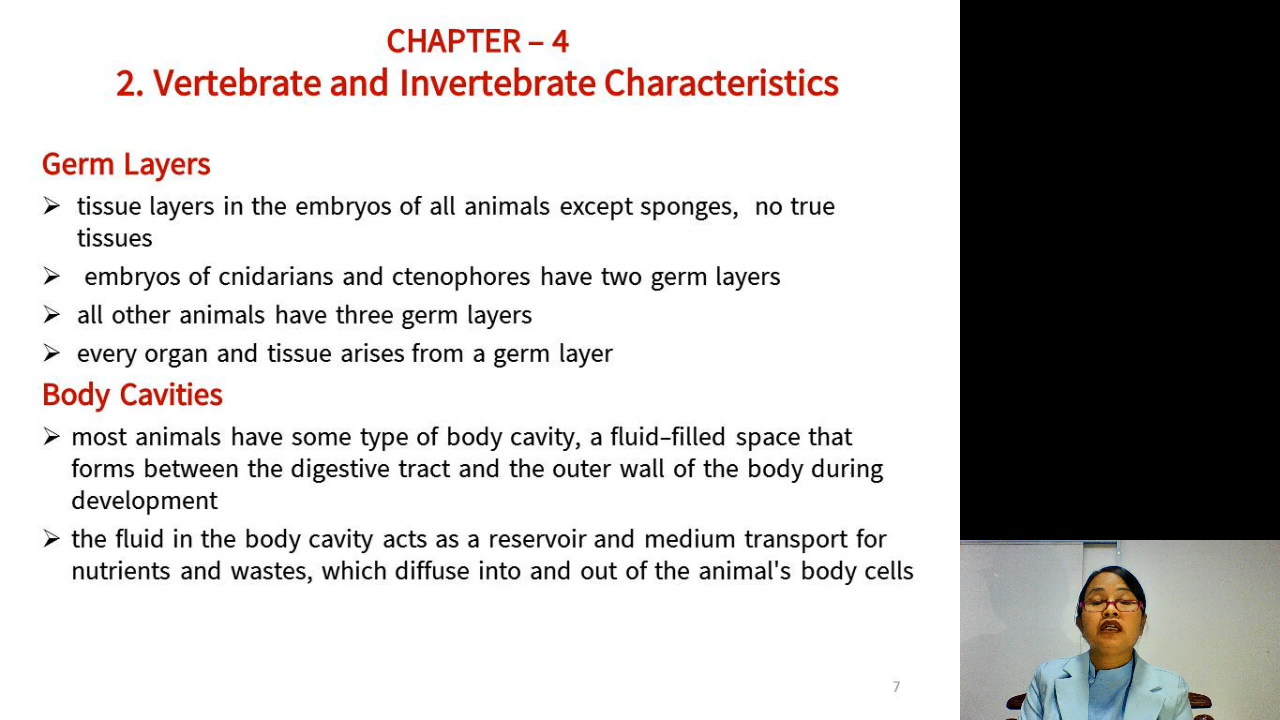 CHAPTER – 4
2. Vertebrate and Invertebrate Characteristics
Germ Layers
➢ tissue layers in the embryos of all animals except sponges, no true
tissues
➢ embryos of cnidarians and ctenophores have two germ layers
➢ all other animals have three germ layers
➢ every organ and tissue arises from a germ layer
Body Cavities
➢ most animals have some type of body cavity, a fluid–filled space that
forms between the digestive tract and the outer wall of the body during
development
➢ the fluid in the body cavity acts as a reservoir and medium transport for
nutrients and wastes, which diffuse into and out of the animal's body cells
7